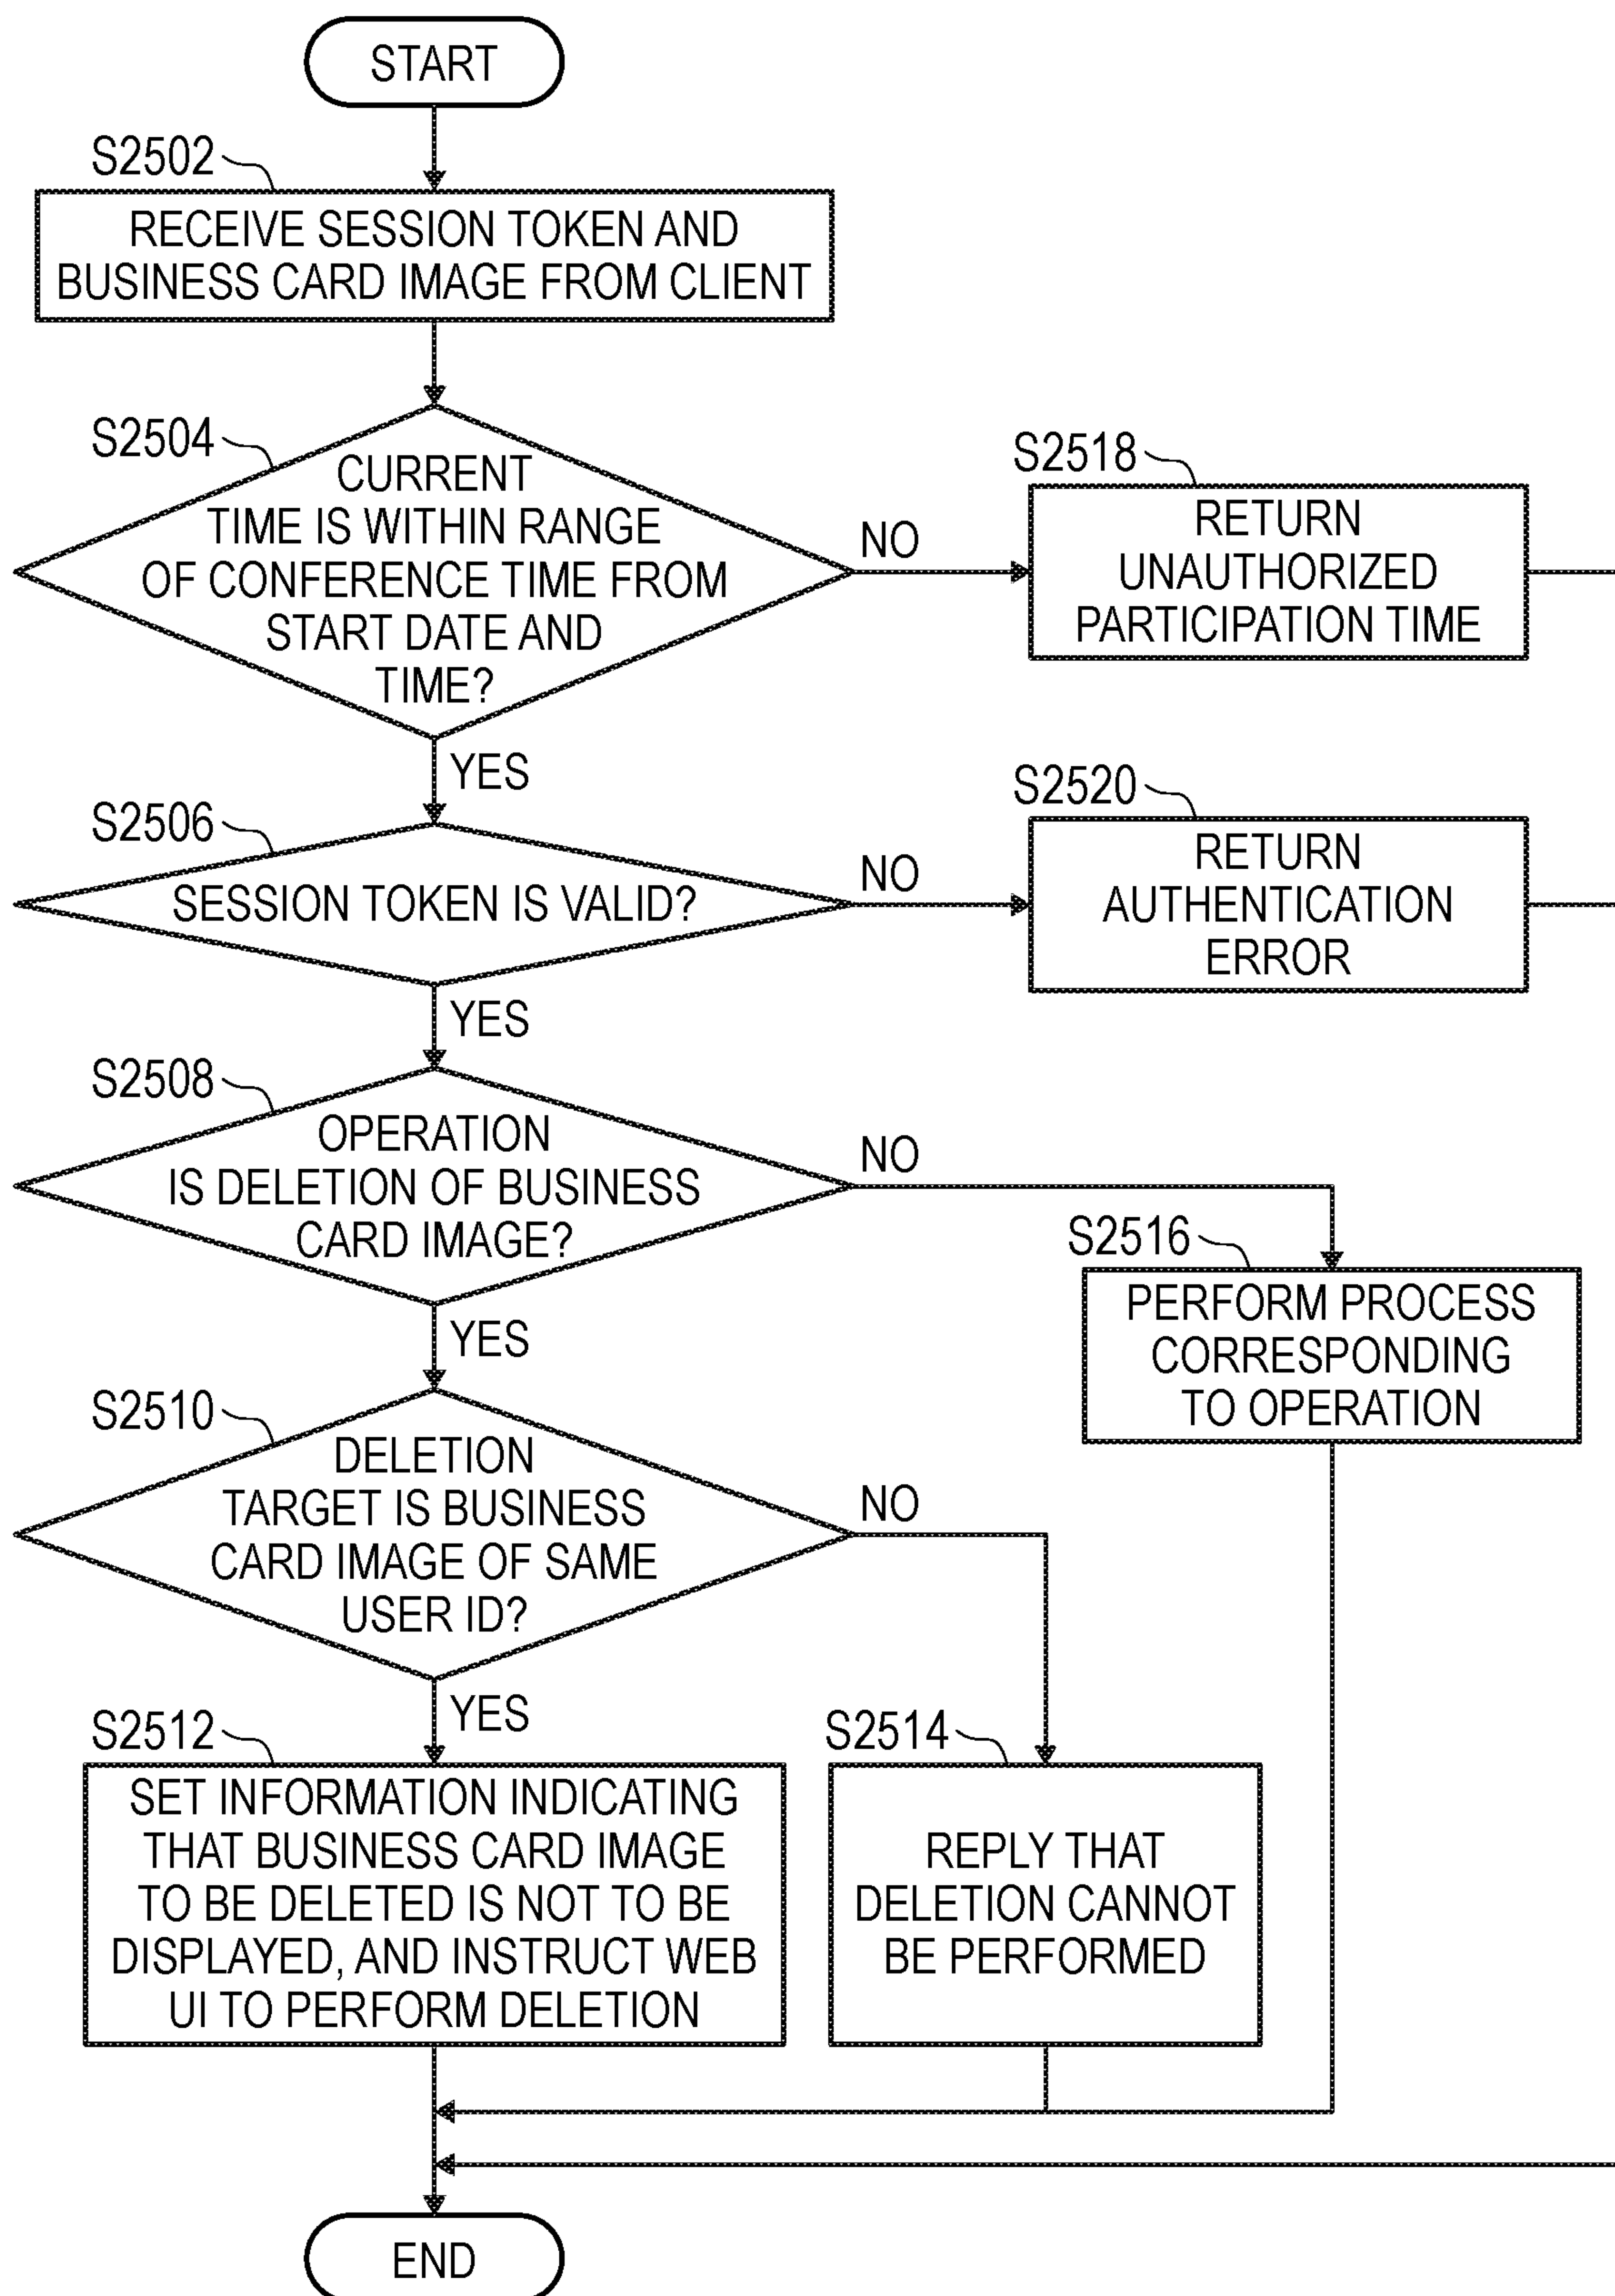 START
S2502
RECEIVE SESSION TOKEN AND
BUSINESS CARD IMAGE FROM CLIENT
S2504
CURRENT
TIME IS WITHIN RANGE
OF CONFERENCE TIME FROM
START DATE AND
TIME?
NO
S2518
RETURN
UNAUTHORIZED
PARTICIPATION TIME
YES
S2506
SESSION TOKEN IS VALID?
NO
S2520
RETURN
AUTHENTICATION
ERROR
YES
S2508
OPERATION
IS DELETION OF BUSINESS
CARD IMAGE?
NO
S2516
PERFORM PROCESS
CORRESPONDING
TO OPERATION
YES
S2510
DELETION
TARGET IS BUSINESS
CARD IMAGE OF SAME
USER ID?
NO
YES
S2512
SET INFORMATION INDICATING
THAT BUSINESS CARD IMAGE
TO BE DELETED IS NOT TO BE
DISPLAYED, AND INSTRUCT WEB
UI TO PERFORM DELETION
S2514
REPLY THAT
DELETION CANNOT
BE PERFORMED
END